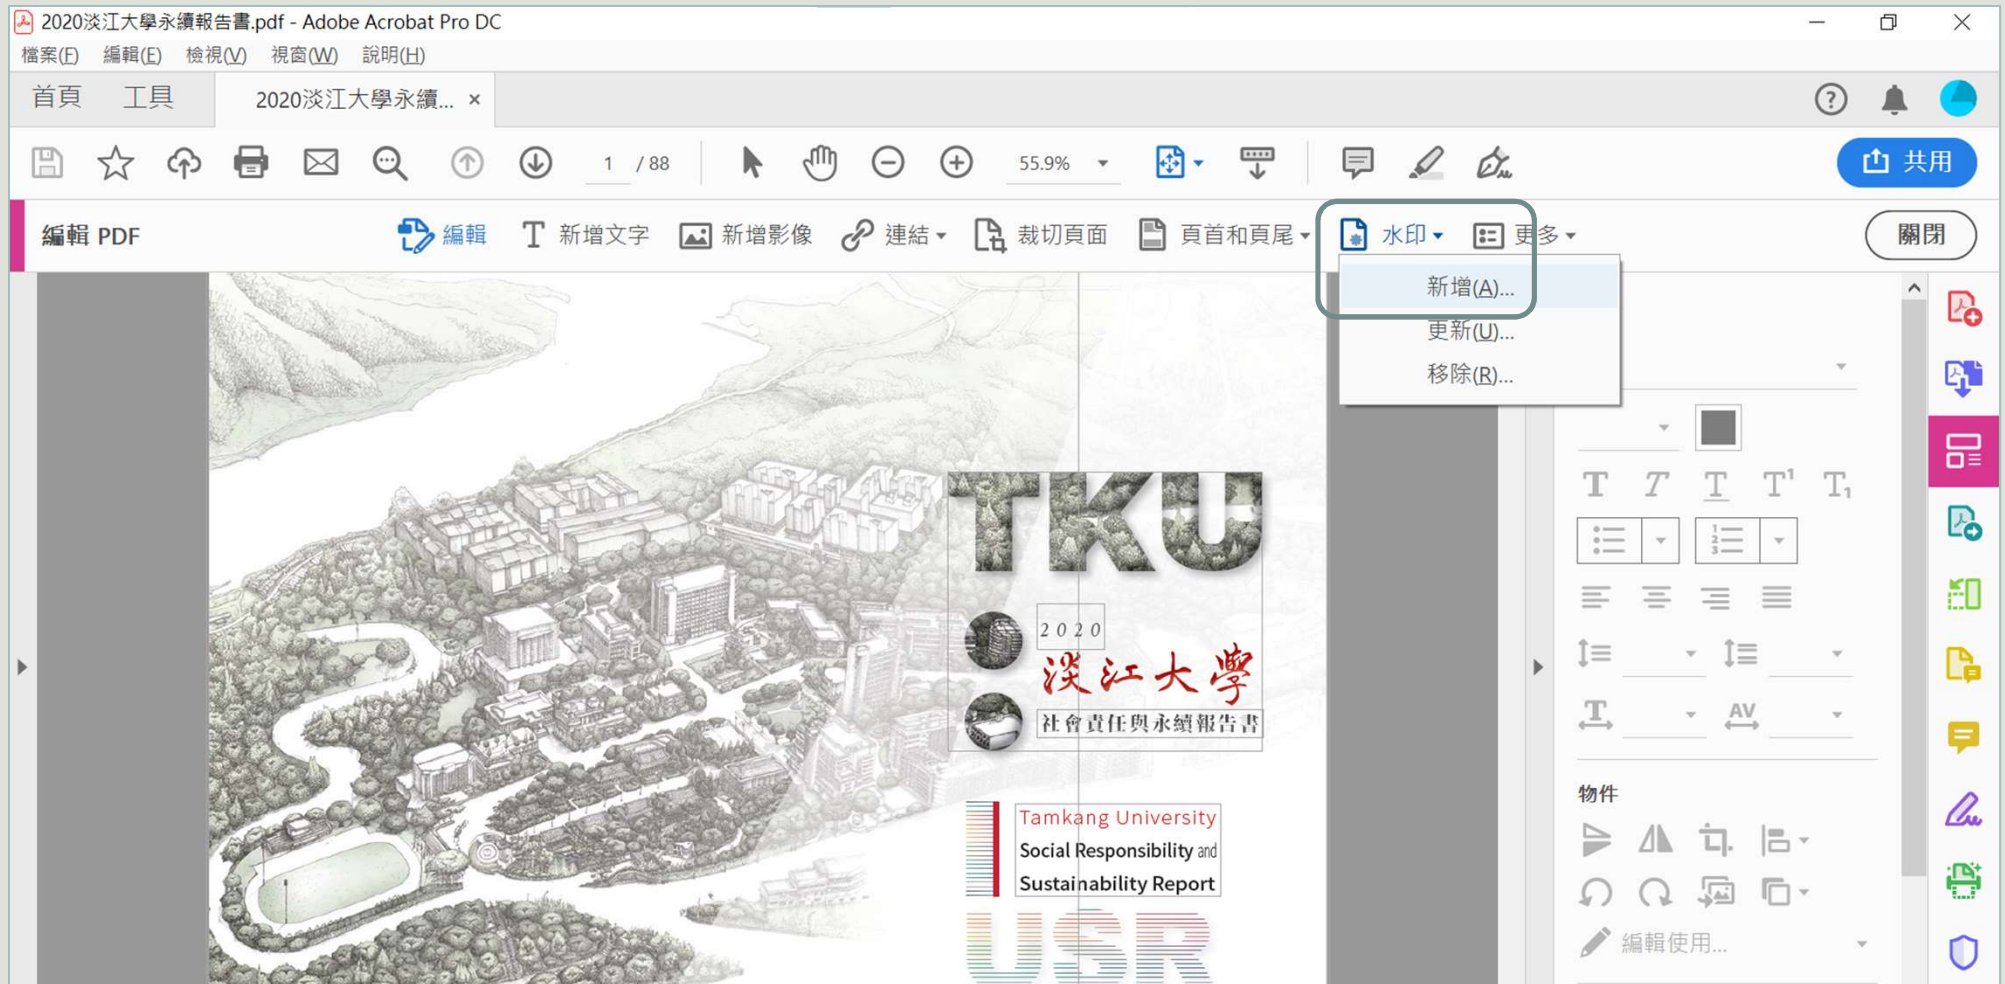 2020淡江大學永續報告書.pdf - Adobe Acrobat Pro DC
檔案(F) 編輯(E) 檢視(V) 視窗(W) 說明(H)
首頁 工具 2020淡江大學永續... ×
1 / 88 55.9% 共用
編輯 PDF 編輯 新增文字 新增影像 連結 裁切頁面 頁首和頁尾 水印 更多 關閉
新增(A)...
更新(U)...
移除(R)...
TKU
2020
淡江大學
社會責任與永續報告書
物件
Tamkang University
Social Responsibility and
Sustainability Report
USR
編輯使用...